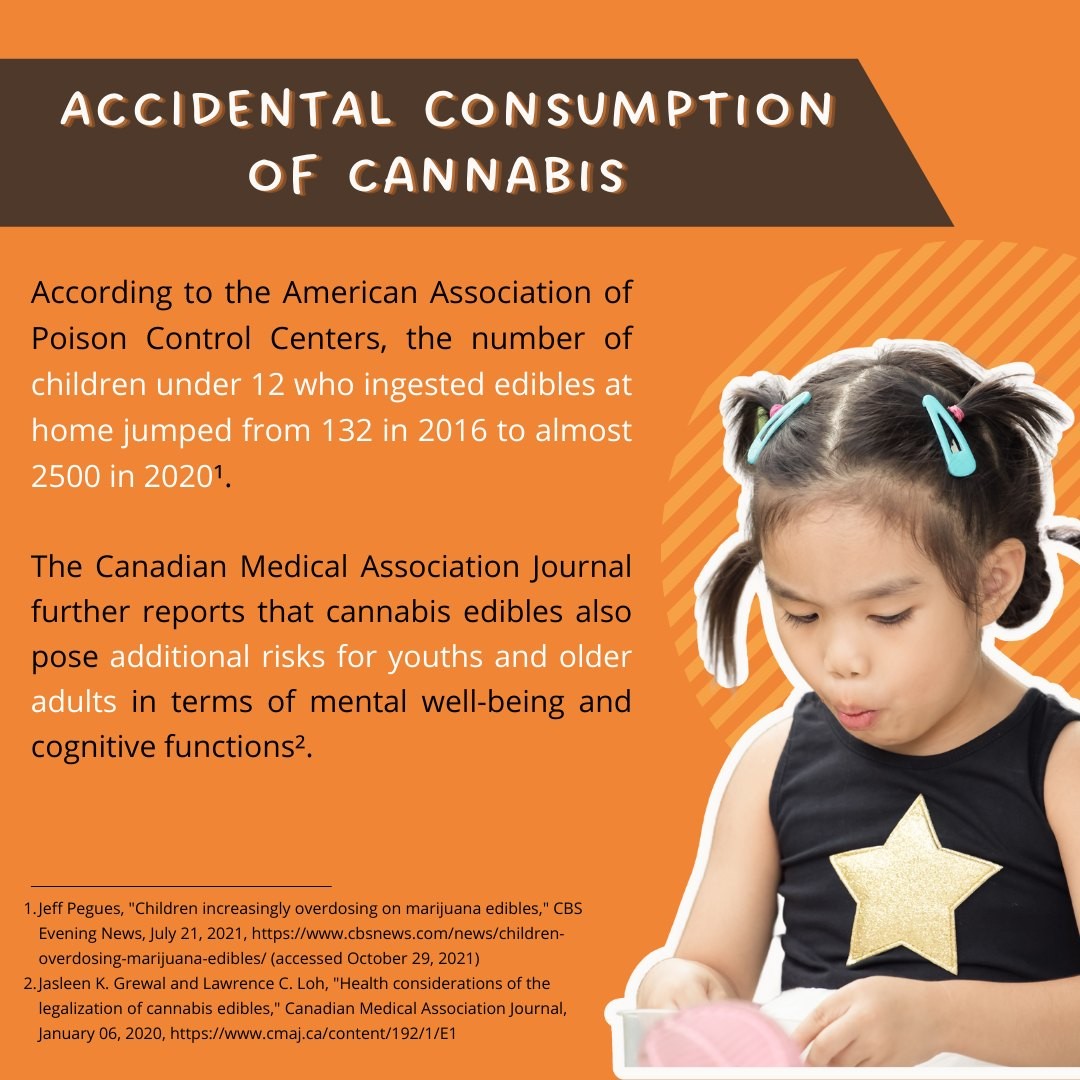 ACCIDENTAL CONSUMPTION
OF CANNABIS
According to the American Association of
Poison Control Centers, the number of
children under 12 who ingested edibles at
home jumped from 132 in 2016 to almost
2500 in 2020¹.
The Canadian Medical Association Journal
further reports that cannabis edibles also
pose additional risks for youths and older
adults in terms of mental well-being and
cognitive functions².
1. Jeff Pegues, "Children increasingly overdosing on marijuana edibles," CBS
Evening News, July 21, 2021, https://www.cbsnews.com/news/children-
overdosing-marijuana-edibles/ (accessed October 29, 2021)
2. Jasleen K. Grewal and Lawrence C. Loh, "Health considerations of the
legalization of cannabis edibles," Canadian Medical Association Journal,
January 06, 2020, https://www.cmaj.ca/content/192/1/E1